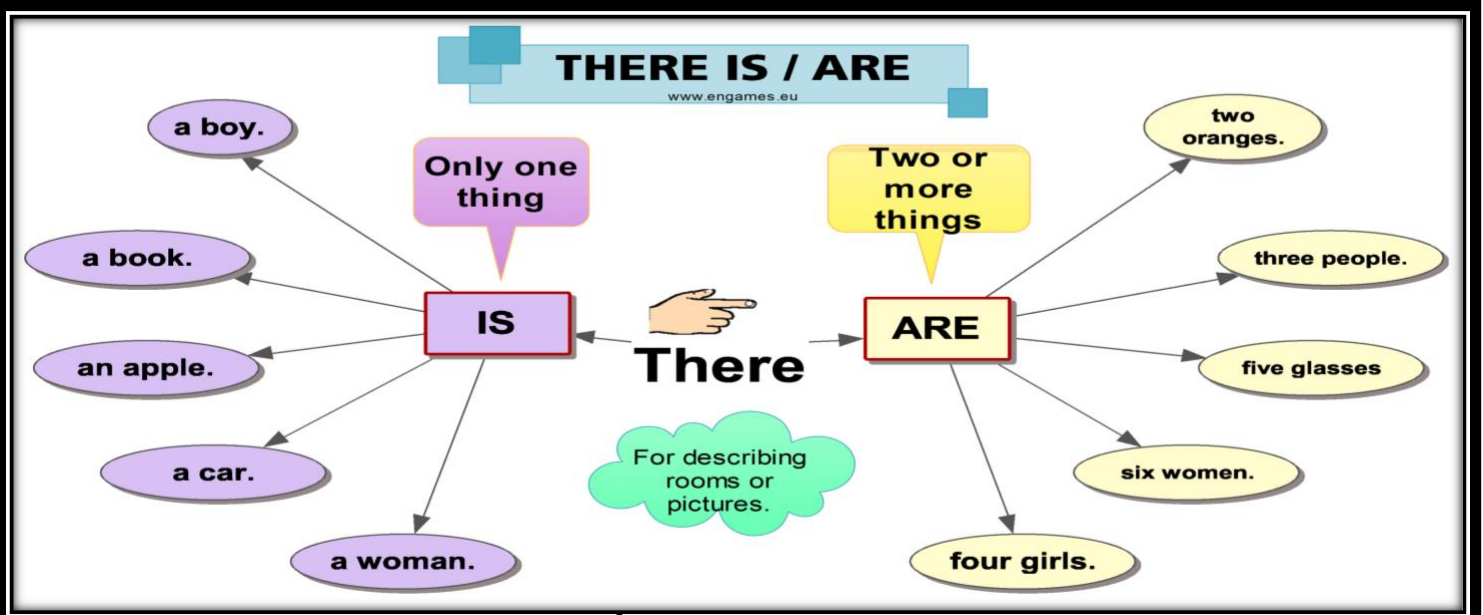 THERE IS / ARE
www.engames.eu
a boy.
a book.
an apple.
a car.
a woman.
Only one
thing
IS
There
For describing
rooms or
pictures.
Two or
more
things
ARE
two
oranges.
three people.
five glasses
six women.
four girls.